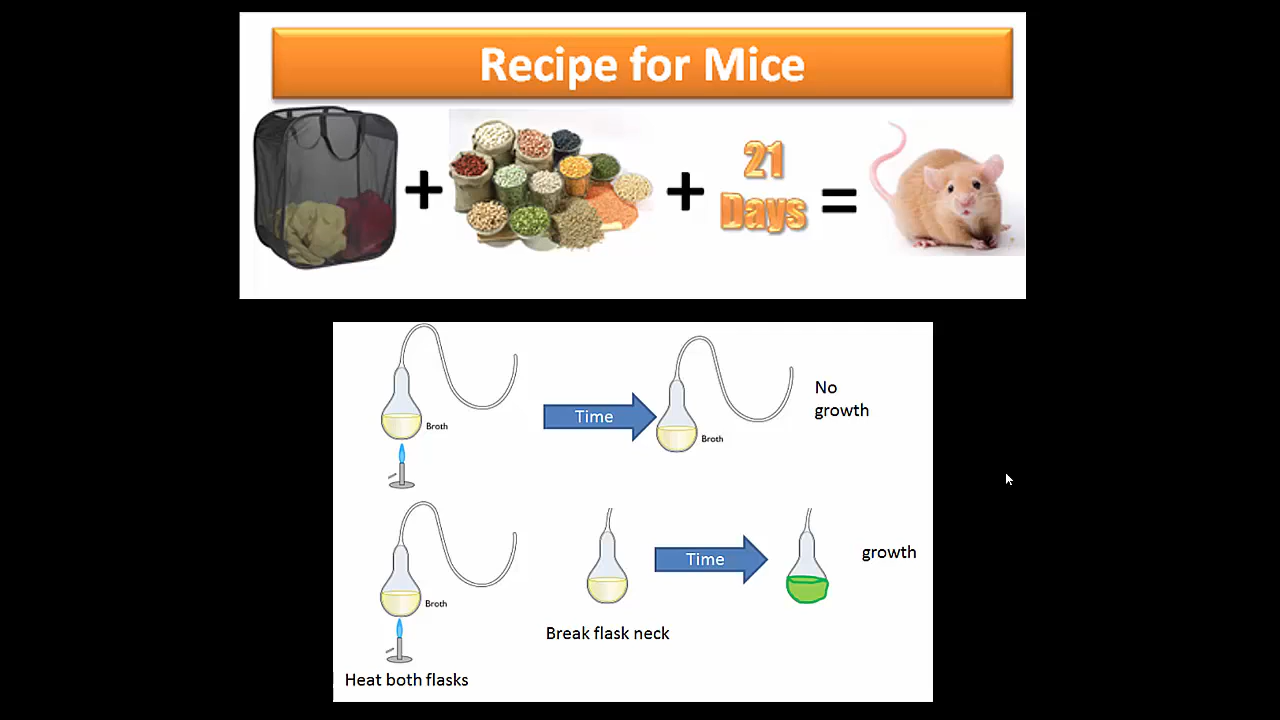 Recipe for Mice
+
+
21
Days
=
Broth
Time
Broth
No
growth
Broth
Time
growth
Break flask neck
Heat both flasks